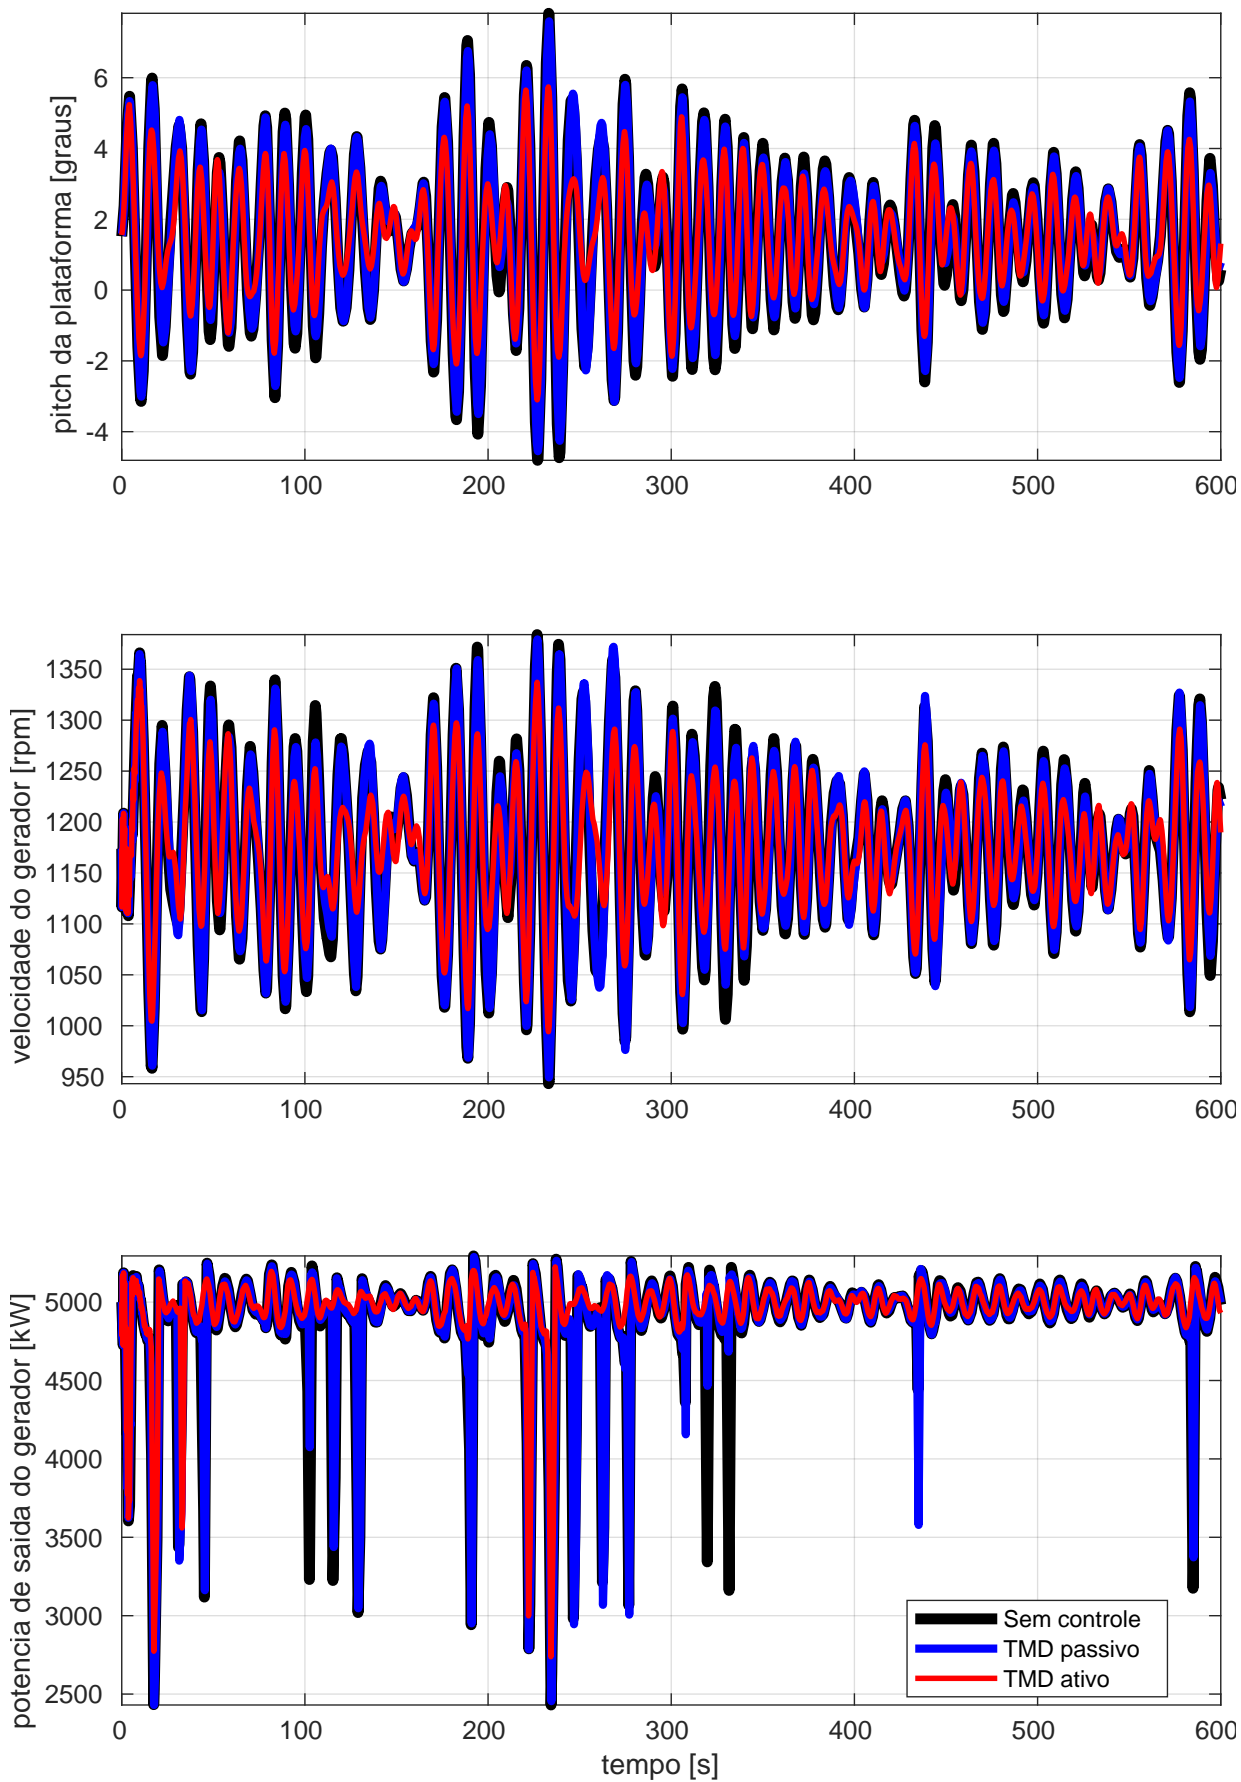 pitch da plataforma [graus]
6
4
2
0
-2
-4
0 100 200 300 400 500 600
velocidade do gerador [rpm]
1350
1300
1250
1200
1150
1100
1050
1000
950
0 100 200 300 400 500 600
potencia de saida do gerador [kW]
5000
4500
4000
3500
3000
2500
Sem controle
TMD passivo
TMD ativo
0 100 200 300 400 500 600
tempo [s]